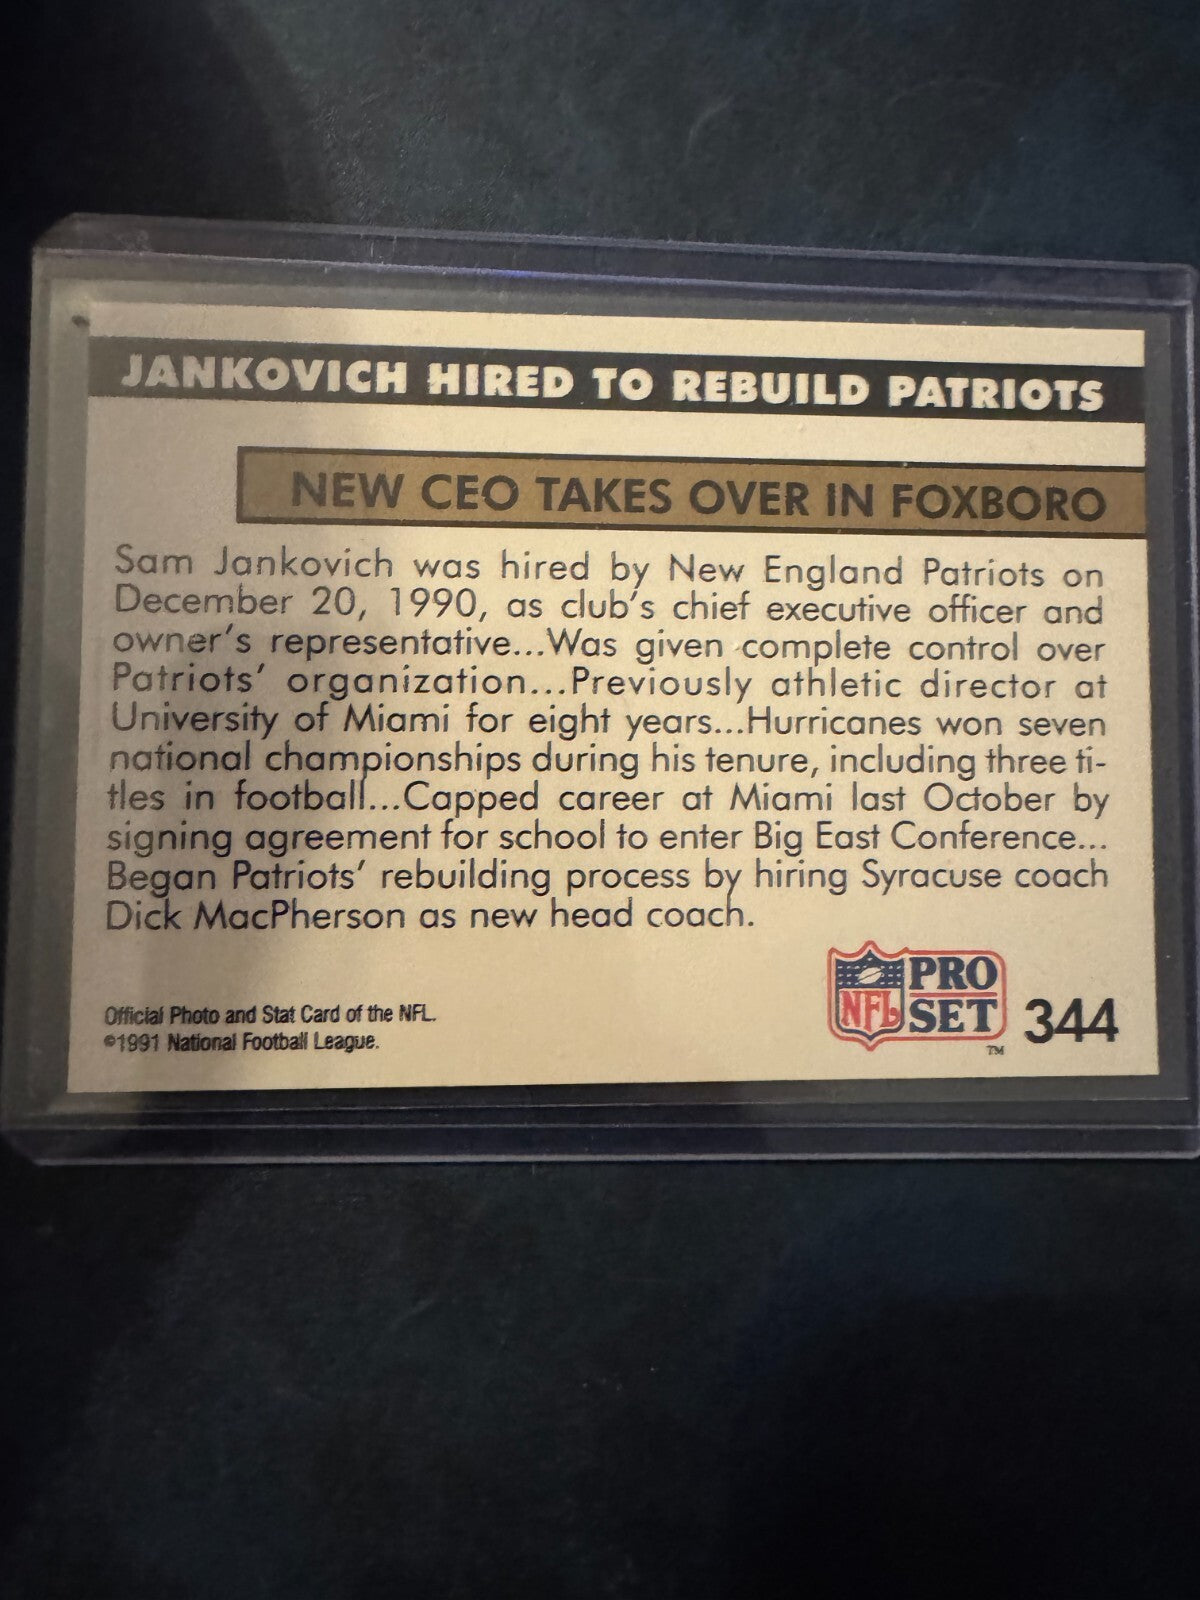 JANKOVICH HIRED TO REBUILD PATRIOTS
NEW CEO TAKES OVER IN FOXBORO
Sam Jankovich was hired by New England Patriots on
December 20, 1990, as club's chief executive officer and
owner's representative...Was given complete control over
Patriots' organization...Previously athletic director at
University of Miami for eight years...Hurricanes won seven
national championships during his tenure, including three ti-
tles in football...Capped career at Miami last October by
signing agreement for school to enter Big East Conference...
Began Patriots' rebuilding process by hiring Syracuse coach
Dick MacPherson as new head coach.
Official Photo and Stat Card of the NFL.
©1991 National Football League.
NFL PRO SET TM 344